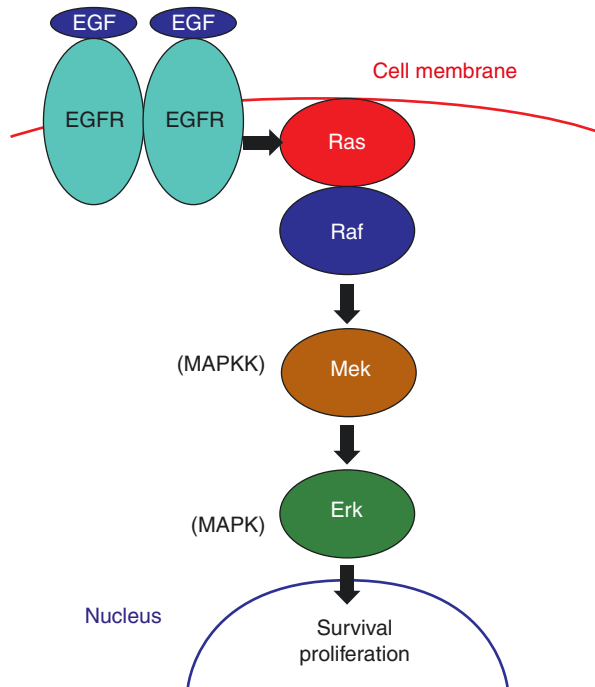 EGF EGF
Cell membrane
EGFR EGFR
Ras
Raf
(MAPKK) Mek
Erk
(MAPK)
Nucleus
Survival
proliferation